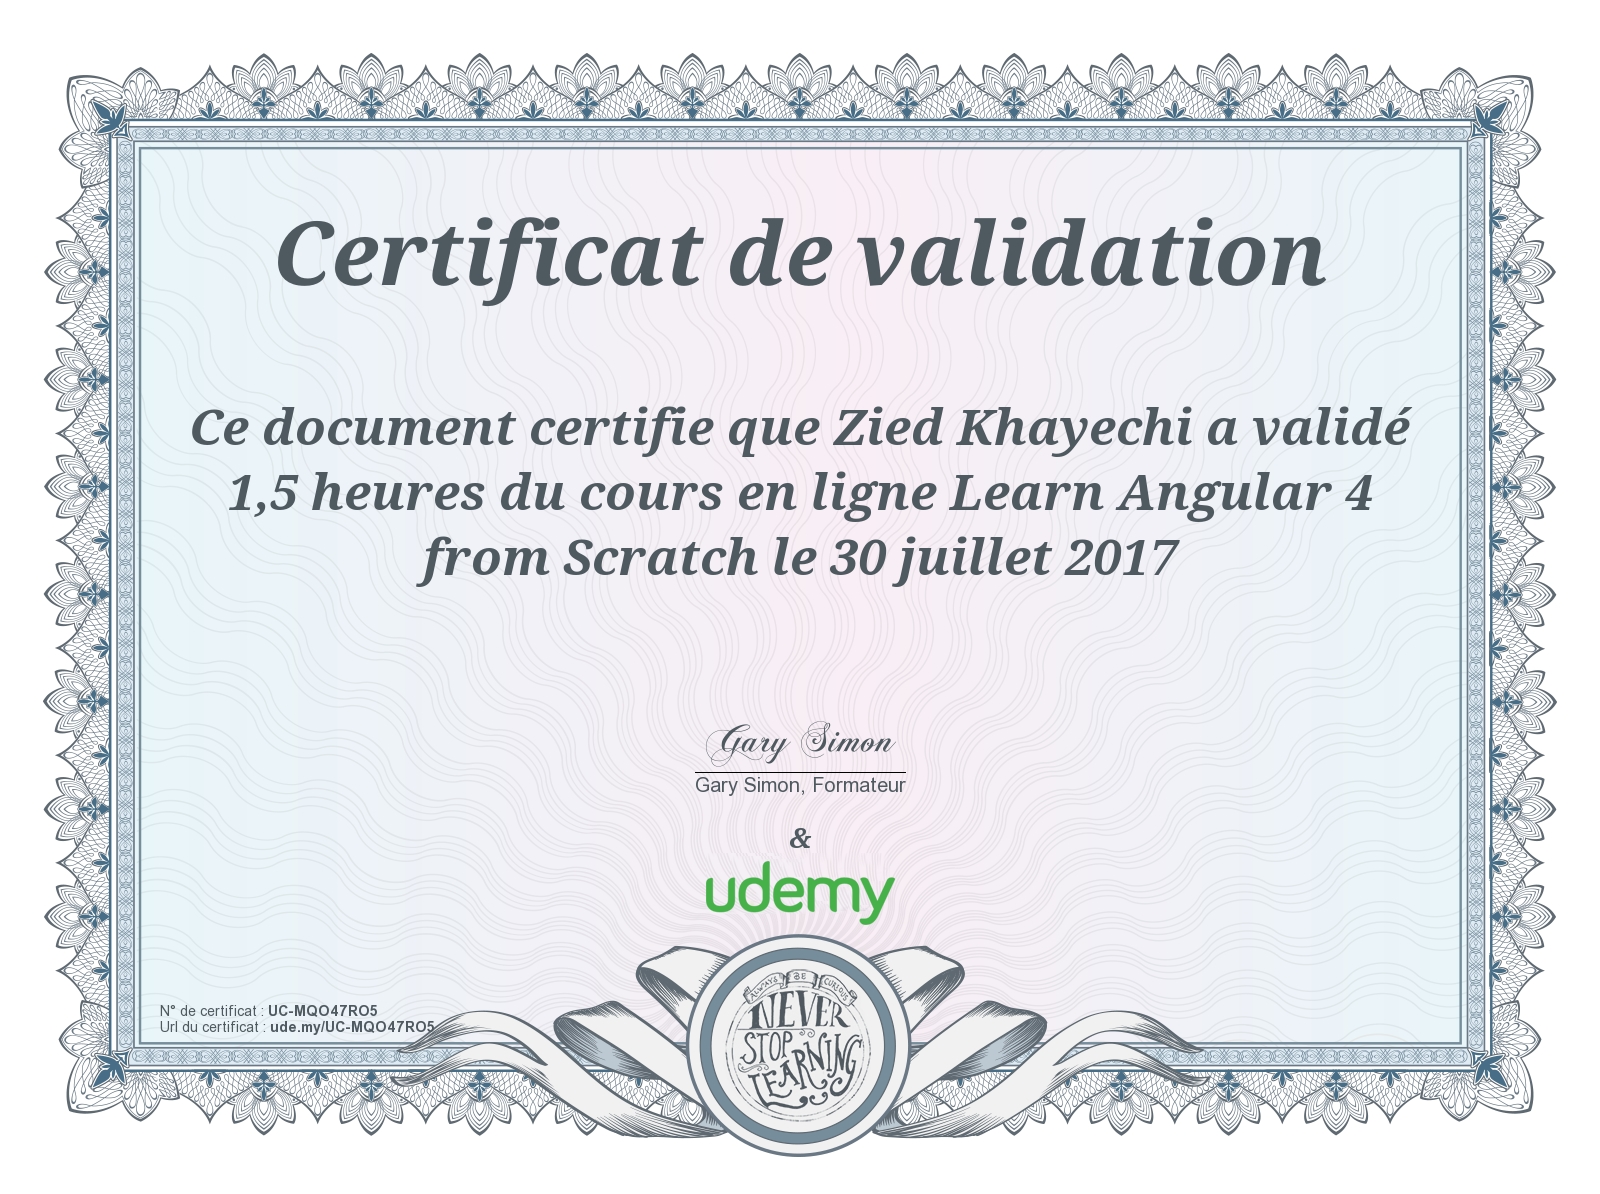 Certificat de validation
Ce document certifie que Zied Khayechi a validé
1,5 heures du cours en ligne Learn Angular 4
from Scratch le 30 juillet 2017
Gary Simon
Gary Simon, Formateur
&
udemy
N° de certificat : UC-MQO47RO5
Url du certificat : ude.my/UC-MQO47RO5
ALWAYS BE CURIOUS
NEVER
STOP
LEARNING